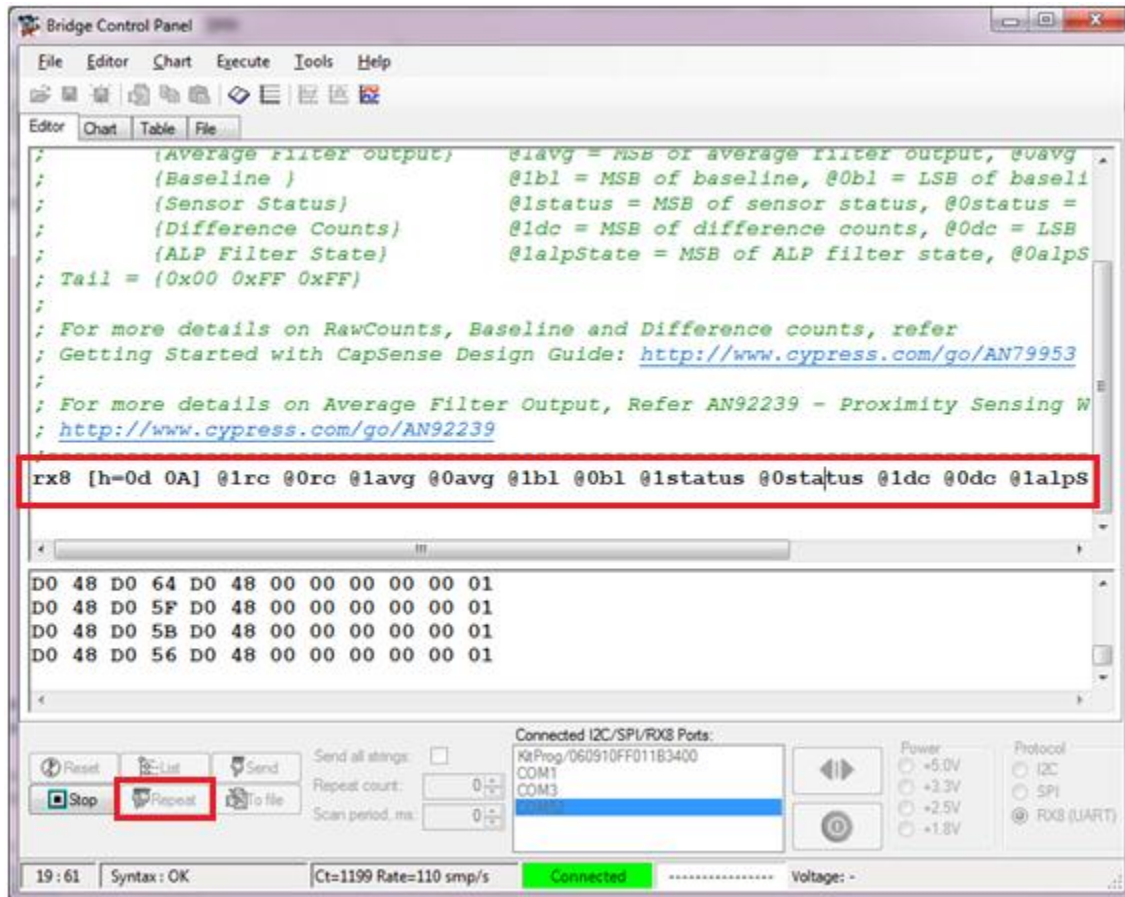 Bridge Control Panel
File Editor Chart Execute Tools Help
Editor Chart Table File
; {Average Filter output} @1avg = MSB of average filter output, @0avg
; {Baseline } @1bl = MSB of baseline, @0bl = LSB of baseli
; {Sensor Status} @1status = MSB of sensor status, @0status =
; {Difference Counts} @1dc = MSB of difference counts, @0dc = LSB
; {ALP Filter State} @1alpState = MSB of ALP filter state, @0alpS
; Tail = {0x00 0xFF 0xFF}
;
; For more details on RawCounts, Baseline and Difference counts, refer
; Getting Started with CapSense Design Guide: http://www.cypress.com/go/AN79953
;
; For more details on Average Filter Output, Refer AN92239 - Proximity Sensing W
; http://www.cypress.com/go/AN92239
rx8 [h=0d 0A] @1rc @0rc @1avg @0avg @1bl @0bl @1status @0status @1dc @0dc @1alpS
D0 48 D0 64 D0 48 00 00 00 00 00 01
D0 48 D0 5F D0 48 00 00 00 00 00 01
D0 48 D0 5B D0 48 00 00 00 00 00 01
D0 48 D0 56 D0 48 00 00 00 00 00 01
Connected I2C/SPI/RX8 Ports:
Reset List Send
Stop Repeat To file
Send all strings:
Repeat count: 0
Scan period, ms: 0
KitProg/060910FF011B3400
COM1
COM3
Power
+5.0V
+3.3V
+2.5V
+1.8V
Protocol
I2C
SPI
RX8 (UART)
19 : 61 Syntax : OK Ct=1199 Rate=110 smp/s Connected ---------------- Voltage: -